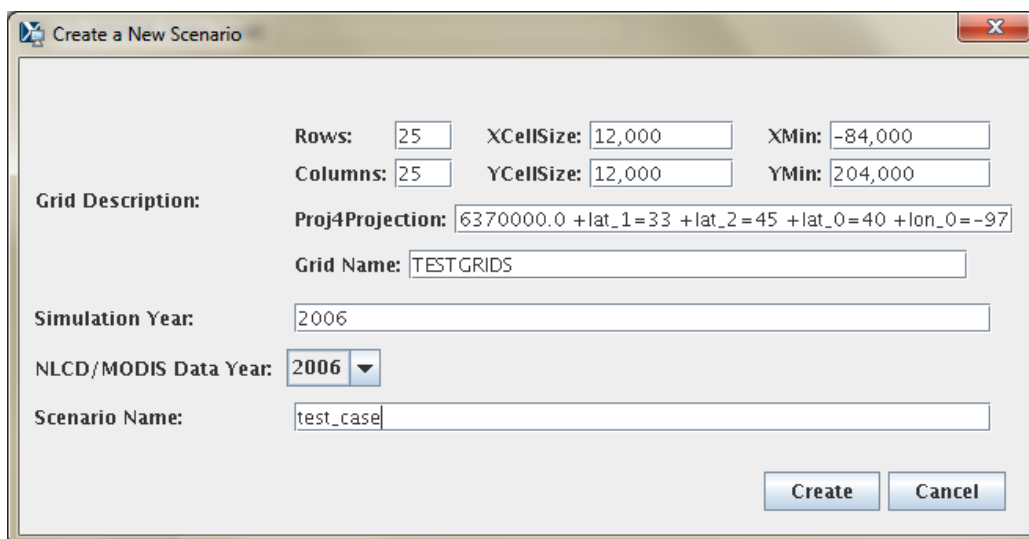 Create a New Scenario
Rows: 25 XCellSize: 12,000 XMin: -84,000
Columns: 25 YCellSize: 12,000 YMin: 204,000
Grid Description:
Proj4Projection: 6370000.0 +lat_1=33 +lat_2=45 +lat_0=40 +lon_0=-97
Grid Name: TESTGRIDS
Simulation Year: 2006
NLCD/MODIS Data Year: 2006
Scenario Name: test_case
Create Cancel